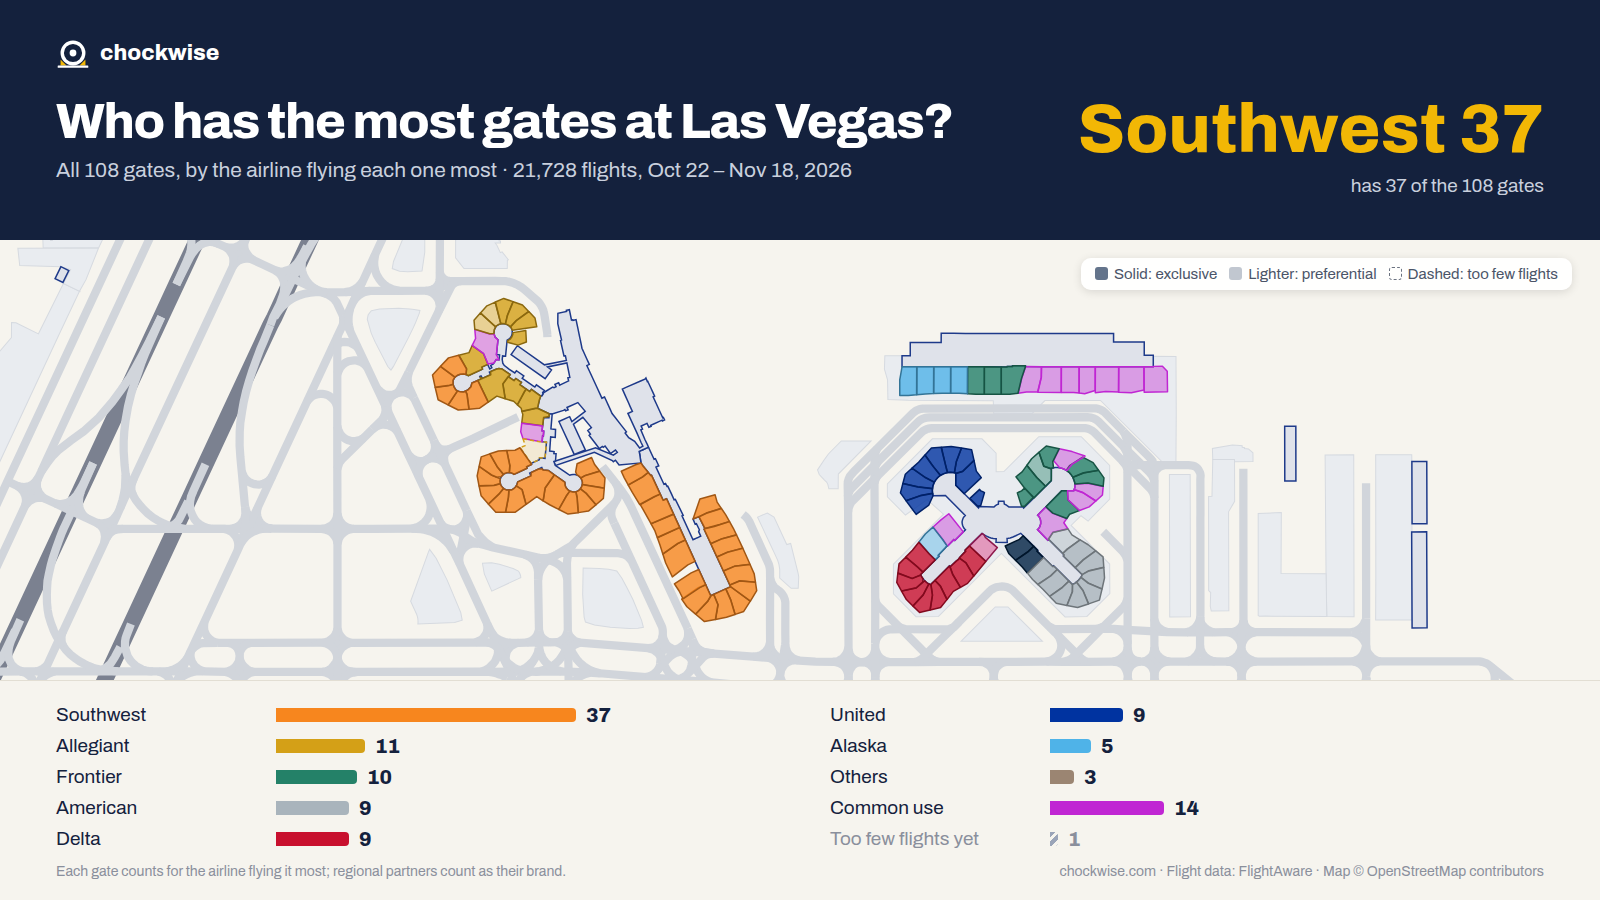 chockwise
Who has the most gates at Las Vegas?
All 108 gates, by the airline flying each one most · 21,728 flights, Oct 22 – Nov 18, 2026
Southwest 37
has 37 of the 108 gates
Solid: exclusive Lighter: preferential Dashed: too few flights
Southwest 37
Allegiant 11
Frontier 10
American 9
Delta 9
United 9
Alaska 5
Others 3
Common use 14
Too few flights yet 1
Each gate counts for the airline flying it most; regional partners count as their brand.
chockwise.com · Flight data: FlightAware · Map © OpenStreetMap contributors